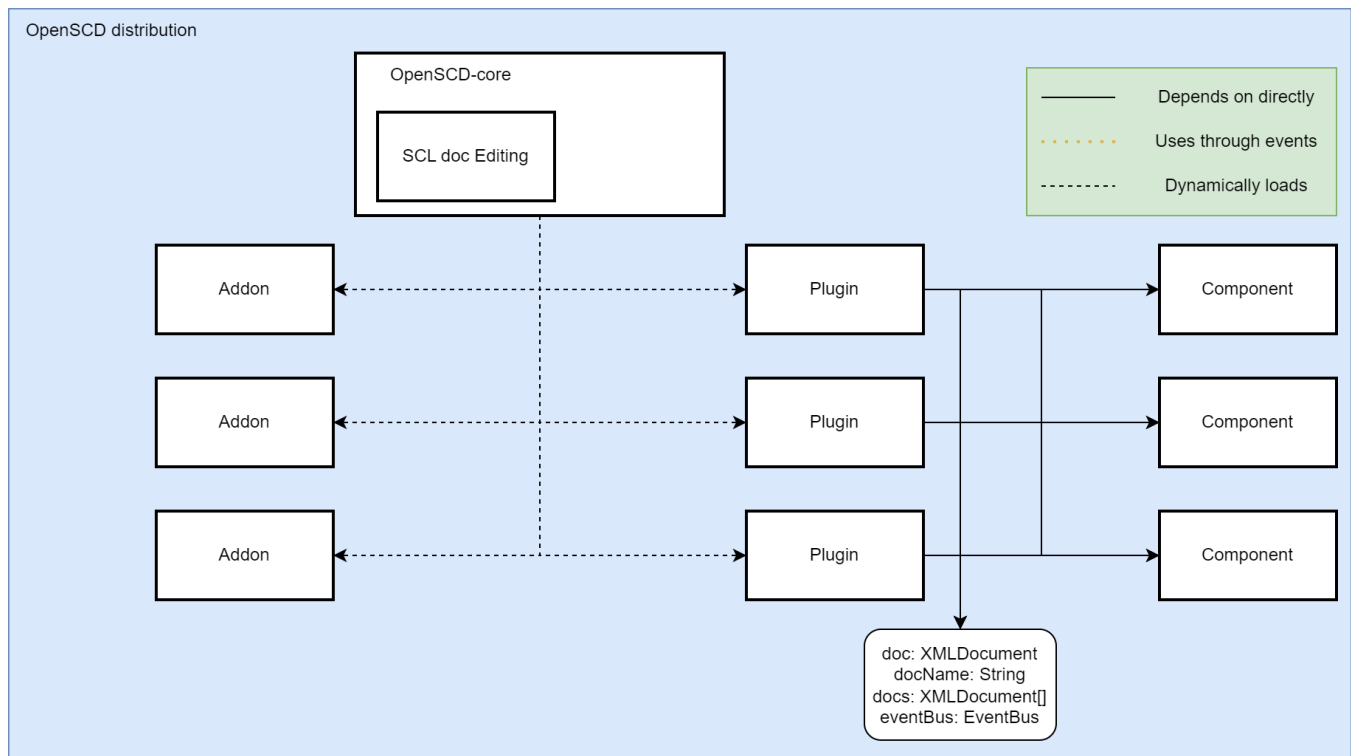 OpenSCD distribution
OpenSCD-core
SCL doc Editing
Depends on directly
Uses through events
Dynamically loads
Addon
Plugin
Component
Addon
Plugin
Component
Addon
Plugin
Component
doc: XMLDocument
docName: String
docs: XMLDocument[]
eventBus: EventBus